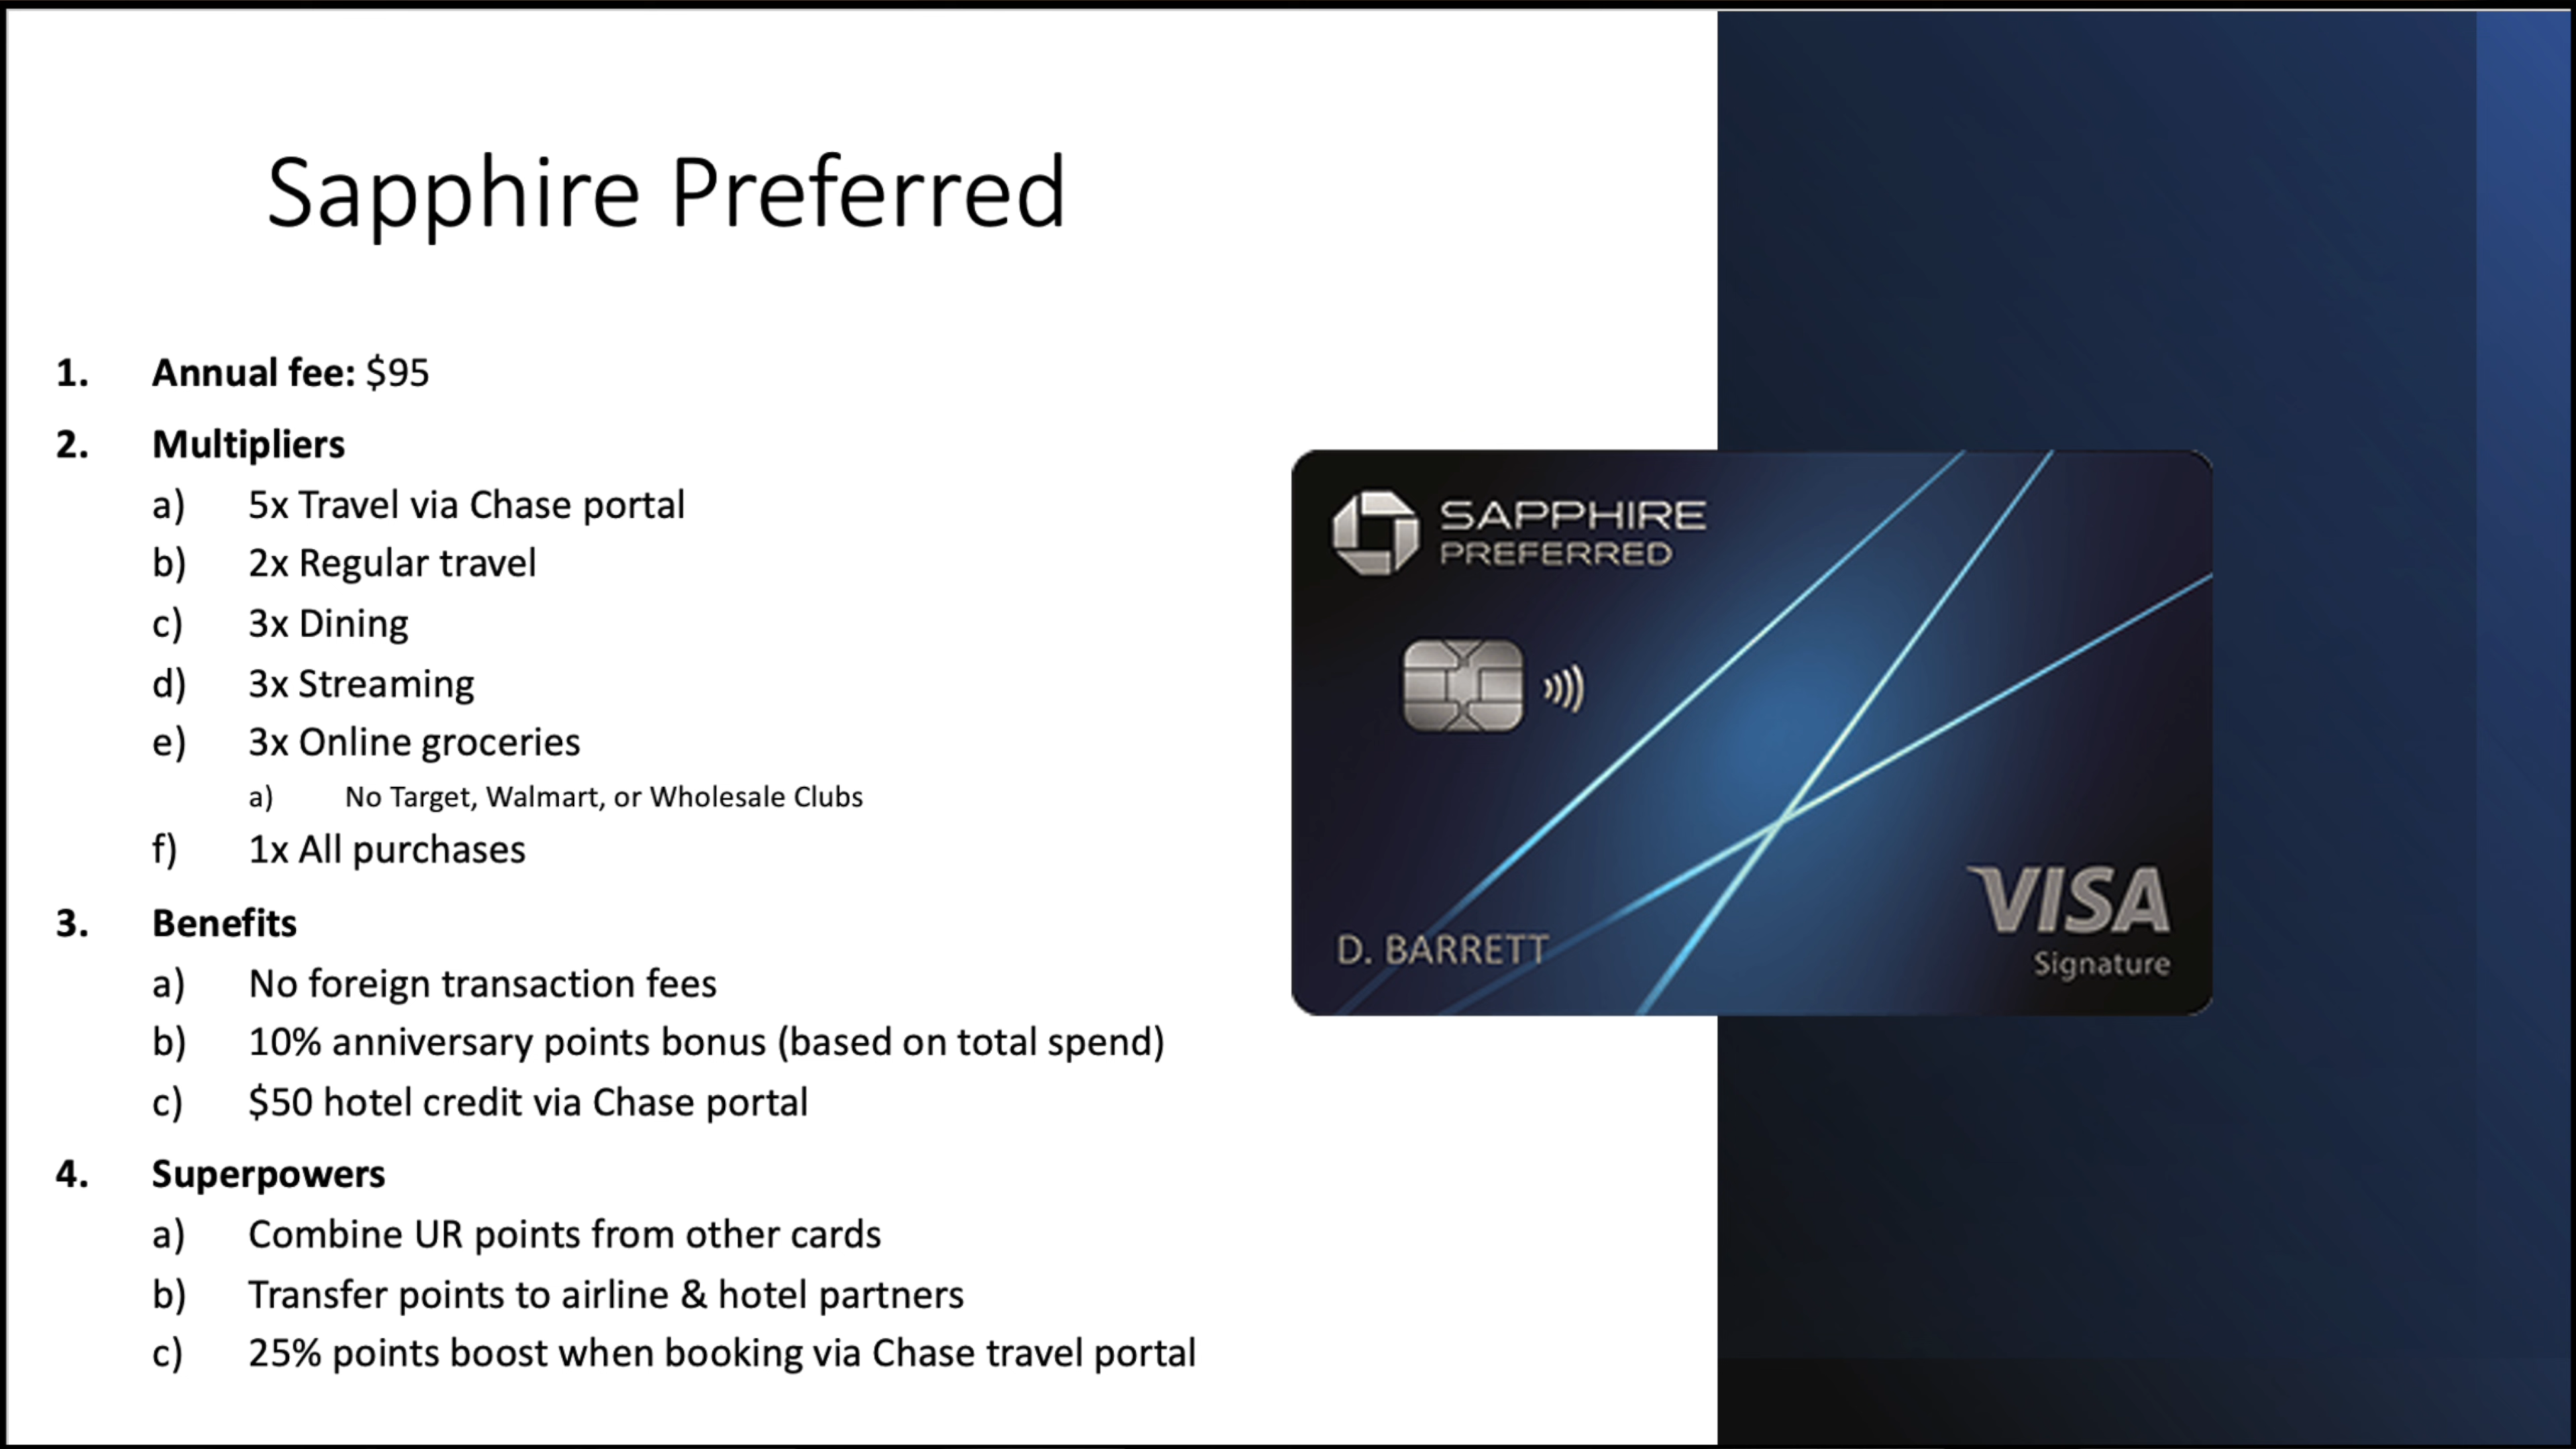 Sapphire Preferred
1. Annual fee: $95
2. Multipliers
a) 5x Travel via Chase portal
b) 2x Regular travel
c) 3x Dining
d) 3x Streaming
e) 3x Online groceries
a) No Target, Walmart, or Wholesale Clubs
f) 1x All purchases
3. Benefits
a) No foreign transaction fees
b) 10% anniversary points bonus (based on total spend)
c) $50 hotel credit via Chase portal
4. Superpowers
a) Combine UR points from other cards
b) Transfer points to airline & hotel partners
c) 25% points boost when booking via Chase travel portal
SAPPHIRE
PREFERRED
D. BARRETT
VISA
Signature